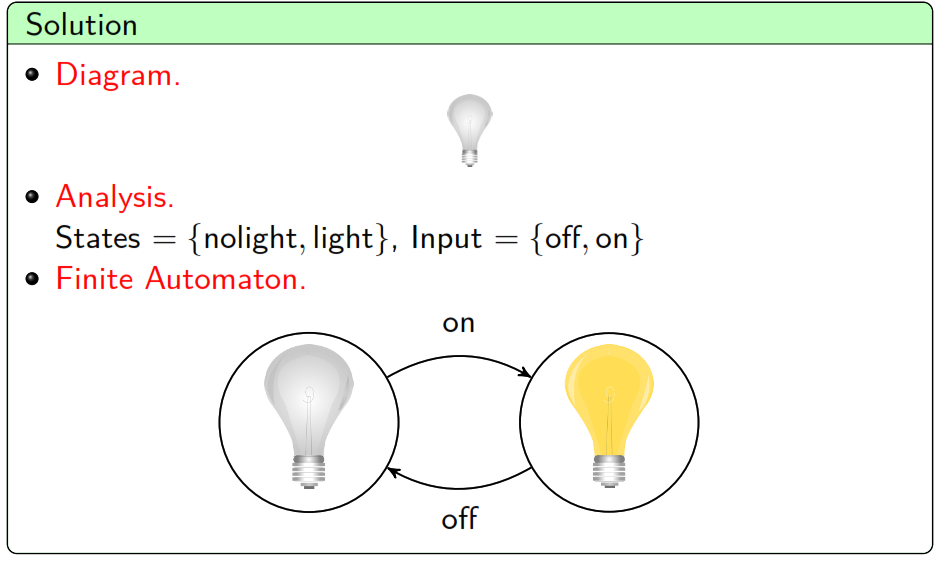 Solution
Diagram.
Analysis.
States = {nolight, light}, Input = {off, on}
Finite Automaton.
on
off